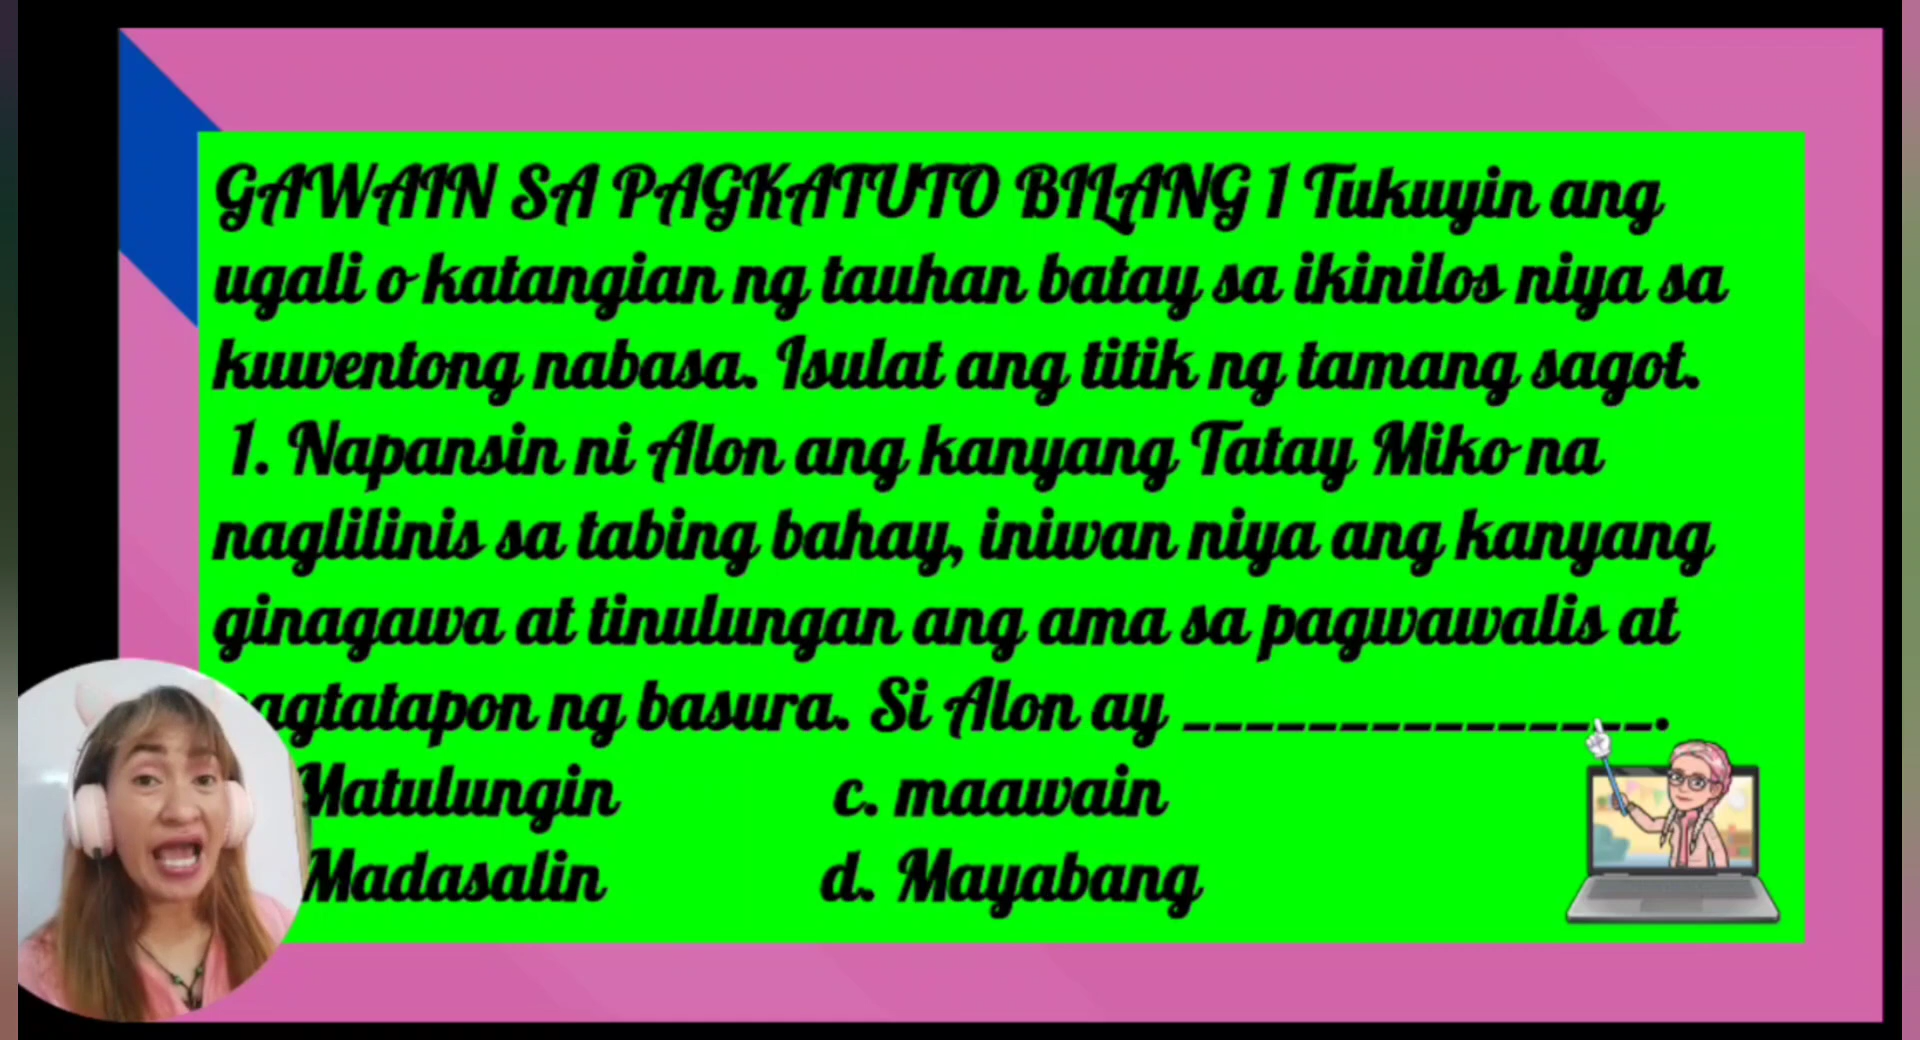 GAWAIN SA PAGKATUTO BILANG 1 Tukuyin ang
ugali o katangian ng tauhan batay sa ikinilos niya sa
kuwentong nabasa. Isulat ang titik ng tamang sagot.
1. Napansin ni Alon ang kanyang Tatay Miko na
naglilinis sa tabing bahay, iniwan niya ang kanyang
ginagawa at tinulungan ang ama sa pagwawalis at
ng basura. Si Alon ay _______________.
Matulungin c. maawain
Madasalin d. Mayabang